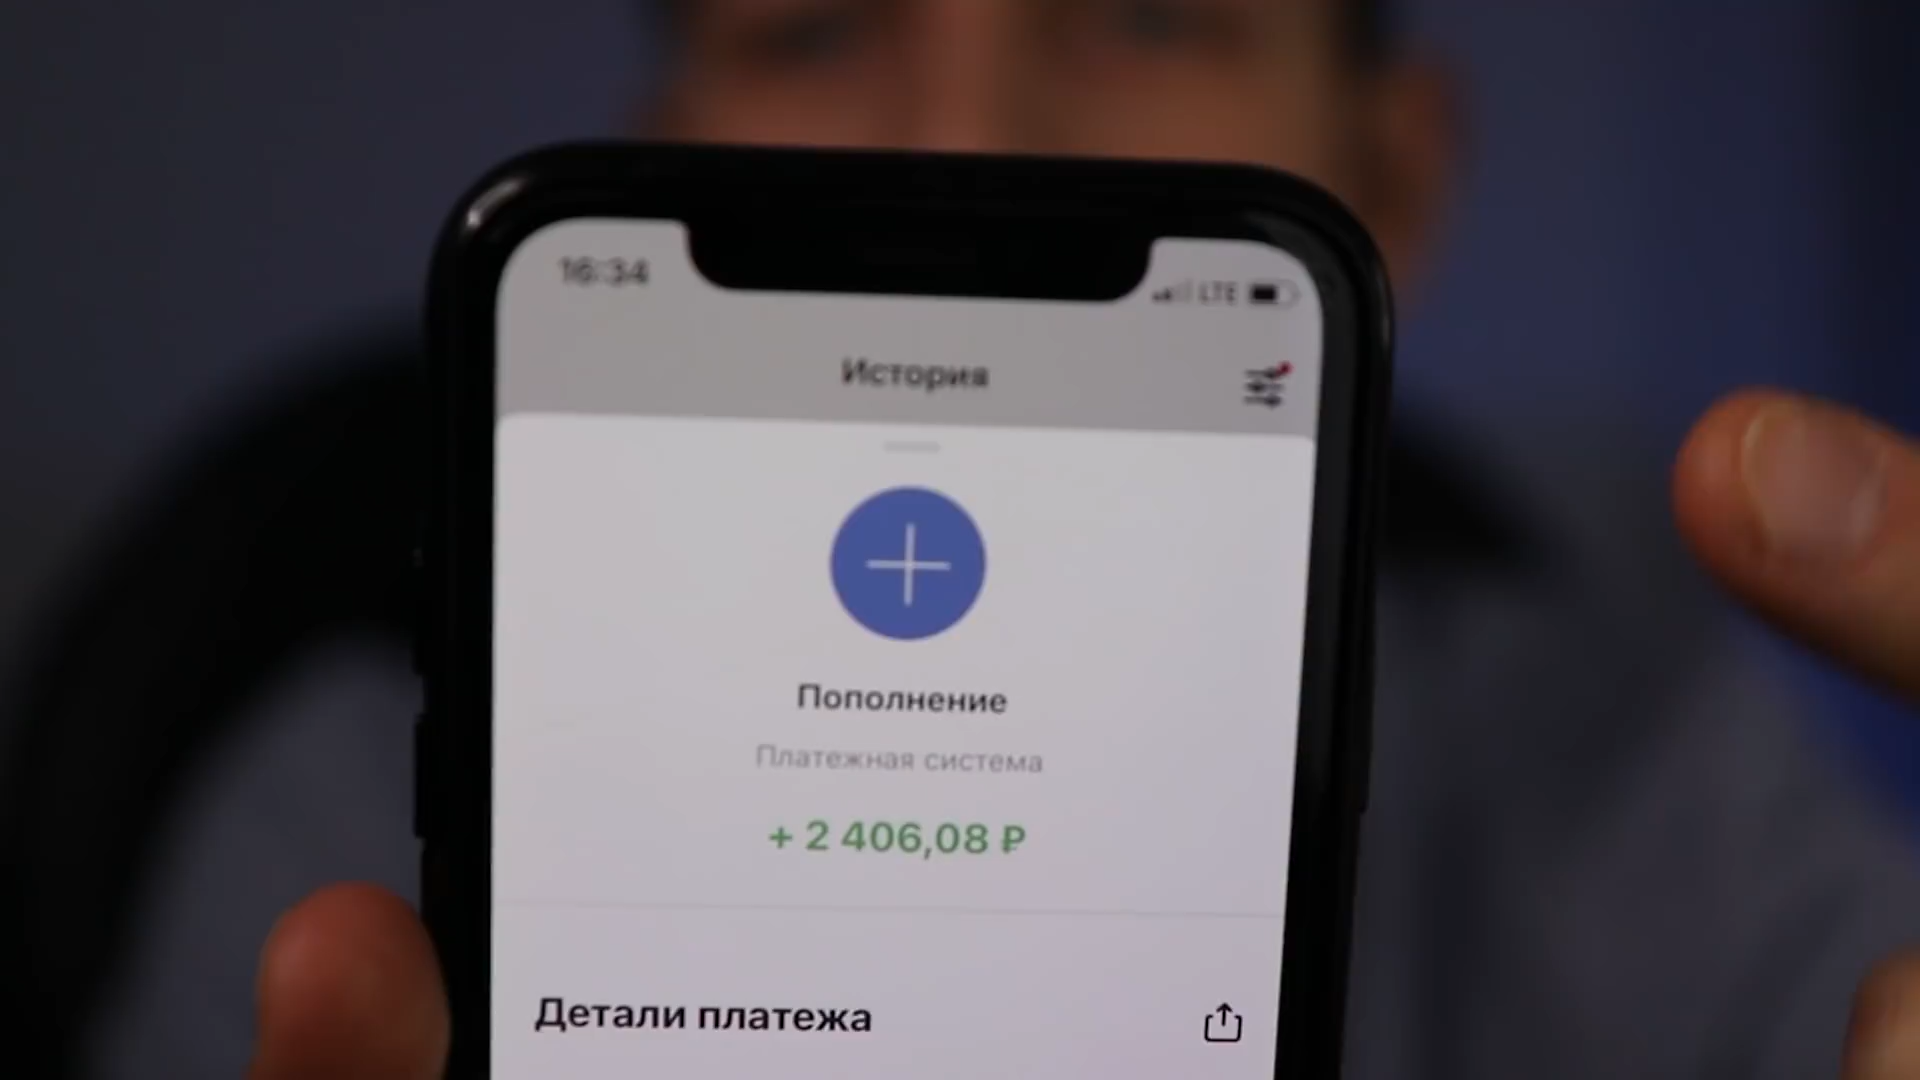 16:34
LTE
История
Пополнение
Платежная система
+ 2 406,08 ₽
Детали платежа